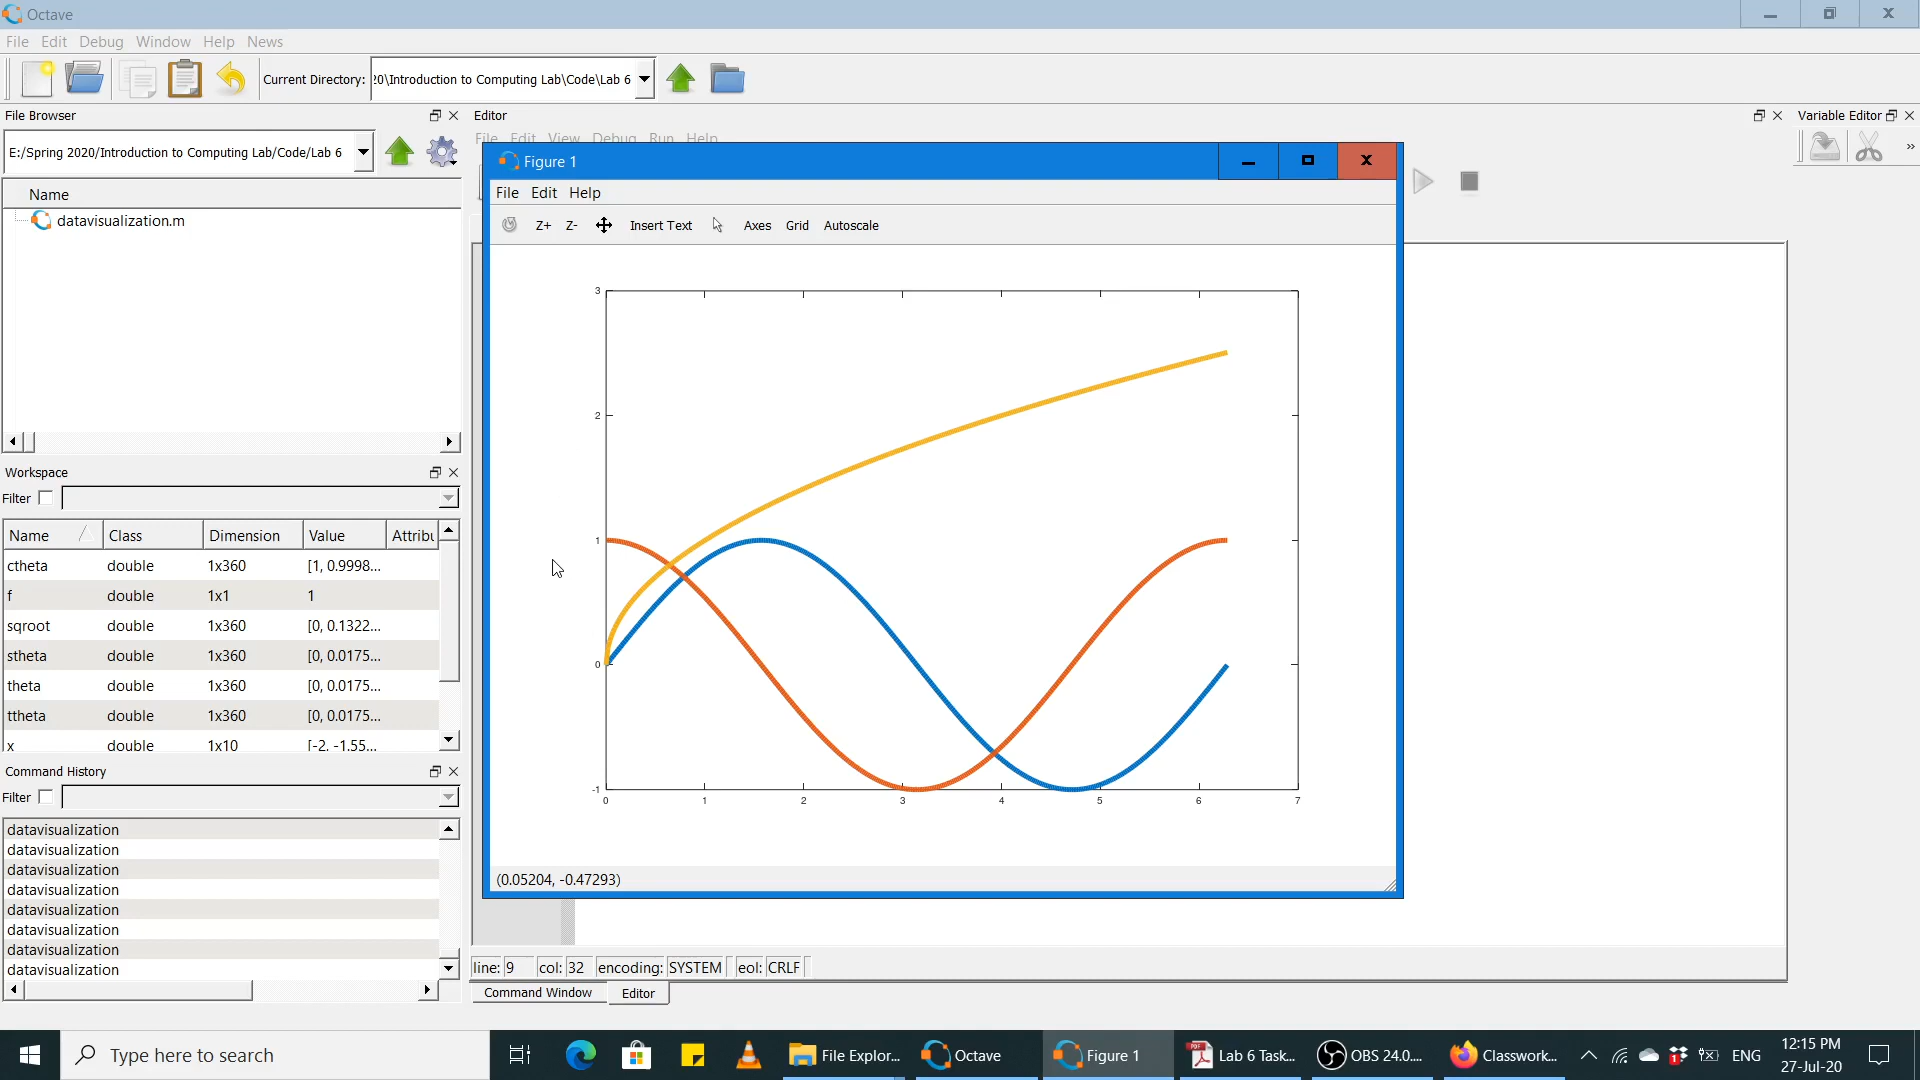 Octave
File Edit Debug Window Help News
Current Directory: 20\Introduction to Computing Lab\Code\Lab 6
File Browser
E:/Spring 2020/Introduction to Computing Lab/Code/Lab 6
Name
datavisualization.m
Workspace
Filter
Name Class Dimension Value Attribu
ctheta double 1x360 [1, 0.9998...
f double 1x1 1
sqroot double 1x360 [0, 0.1322...
stheta double 1x360 [0, 0.0175...
theta double 1x360 [0, 0.0175...
ttheta double 1x360 [0, 0.0175...
x double 1x10 [-2, -1.55...
Command History
Filter
datavisualization
datavisualization
datavisualization
datavisualization
datavisualization
datavisualization
datavisualization
datavisualization
Editor
File Edit View Debug Run Help
Figure 1
File Edit Help
Z+ Z- Insert Text Axes Grid Autoscale
3
2
1
0
-1
0 1 2 3 4 5 6 7
(0.05204, -0.47293)
line: 9 col: 32 encoding: SYSTEM eol: CRLF
Command Window Editor
Variable Editor
»
Type here to search
File Explor...
Octave
Figure 1
Lab 6 Task...
OBS 24.0....
Classwork...
ENG
12:15 PM
27-Jul-20